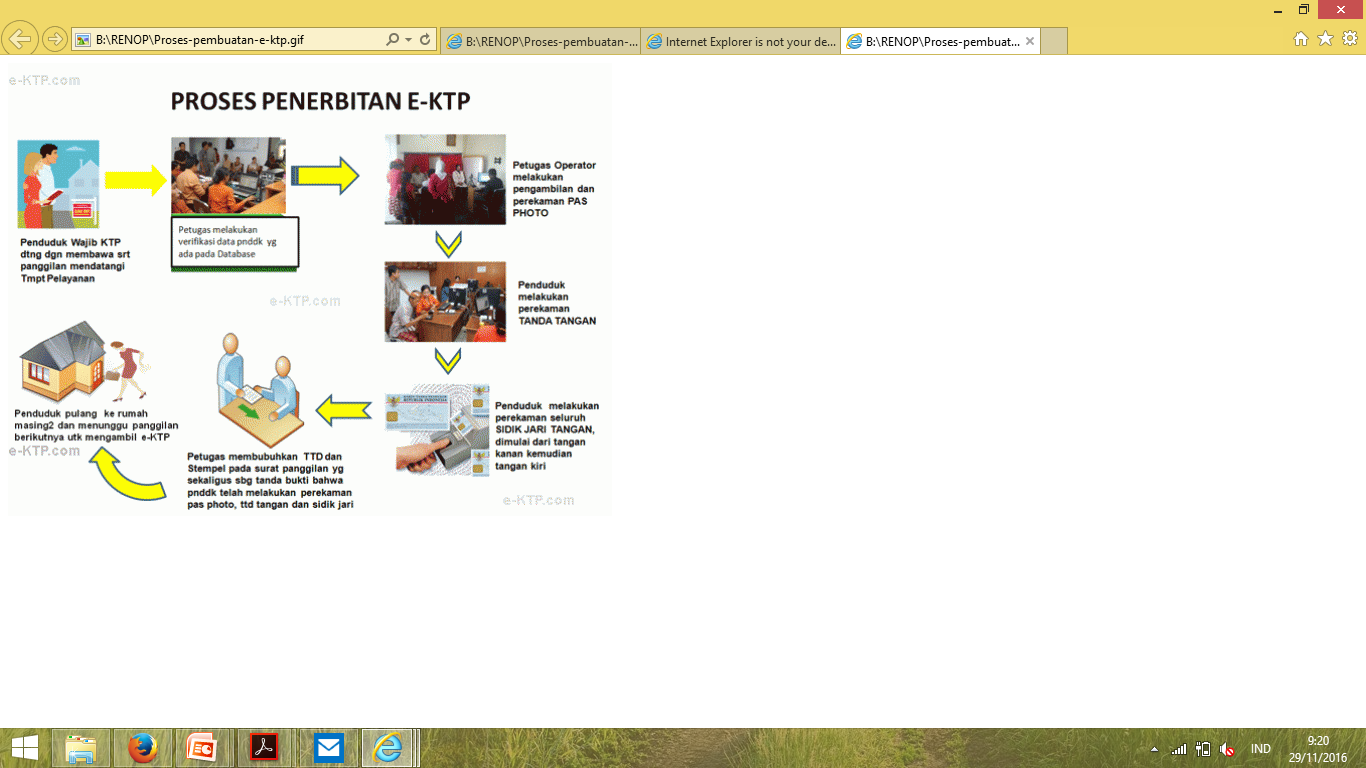 B:\RENOP\Proses-pembuatan-e-ktp.gif
B:\RENOP\Proses-pembuatan-...
Internet Explorer is not your de...
B:\RENOP\Proses-pembuat...
e-KTP.com
PROSES PENERBITAN E-KTP
Penduduk Wajib KTP
dtng dgn membawa srt
panggilan mendatangi
Tmpt Pelayanan
Petugas melakukan
verifikasi data pnddk yg
ada pada Database
Petugas Operator
melakukan
pengambilan dan
perekaman PAS
PHOTO
e-KTP.com
Penduduk
melakukan
perekaman
TANDA TANGAN
Penduduk melakukan
perekaman seluruh
SIDIK JARI TANGAN,
dimulai dari tangan
kanan kemudian
tangan kiri
REPUBLIK INDONESIA
Petugas membubuhkan TTD dan
Stempel pada surat panggilan yg
sekaligus sbg tanda bukti bahwa
pnddk telah melakukan perekaman
pas photo, ttd tangan dan sidik jari
Penduduk pulang ke rumah
masing2 dan menunggu panggilan
berikutnya utk mengambil e-KTP
e-KTP.com
e-KTP.com
IND
9:20
29/11/2016